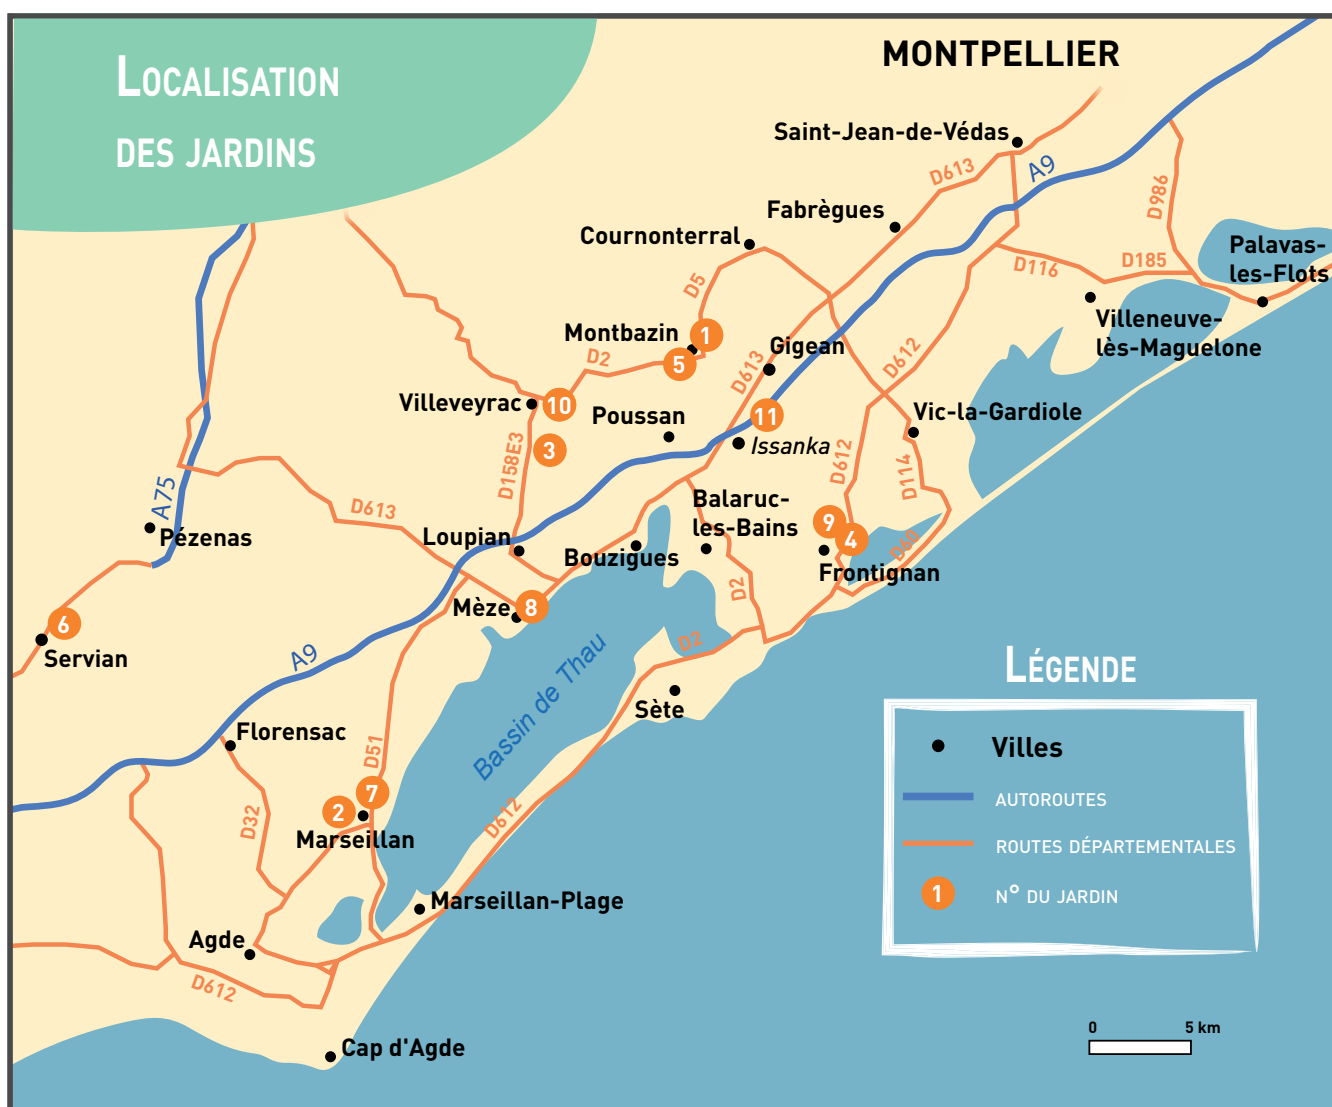 LOCALISATION
DES JARDINS
MONTPELLIER
Saint-Jean-de-Védas
A9
D613
D986
Fabrègues
Cournonterral
Palavas-
les-Flots
D116
D185
D5
Villeneuve-
lès-Maguelone
Montbazin
1
5
D2
Gigean
D613
D612
Villeveyrac
10
Poussan
11
Vic-la-Gardiole
Issanka
3
D158E3
D612
D114
A75
D613
Pézenas
Loupian
Bouzigues
Balaruc-
les-Bains
9
4
D60
Frontignan
D2
Mèze
8
6
Servian
A9
D2
Bassin de Thau
Sète
Florensac
D51
7
2
D32
Marseillan
D612
Marseillan-Plage
Agde
D612
Cap d'Agde
LÉGENDE
Villes
AUTOROUTES
ROUTES DÉPARTEMENTALES
1
N° DU JARDIN
0 5 km